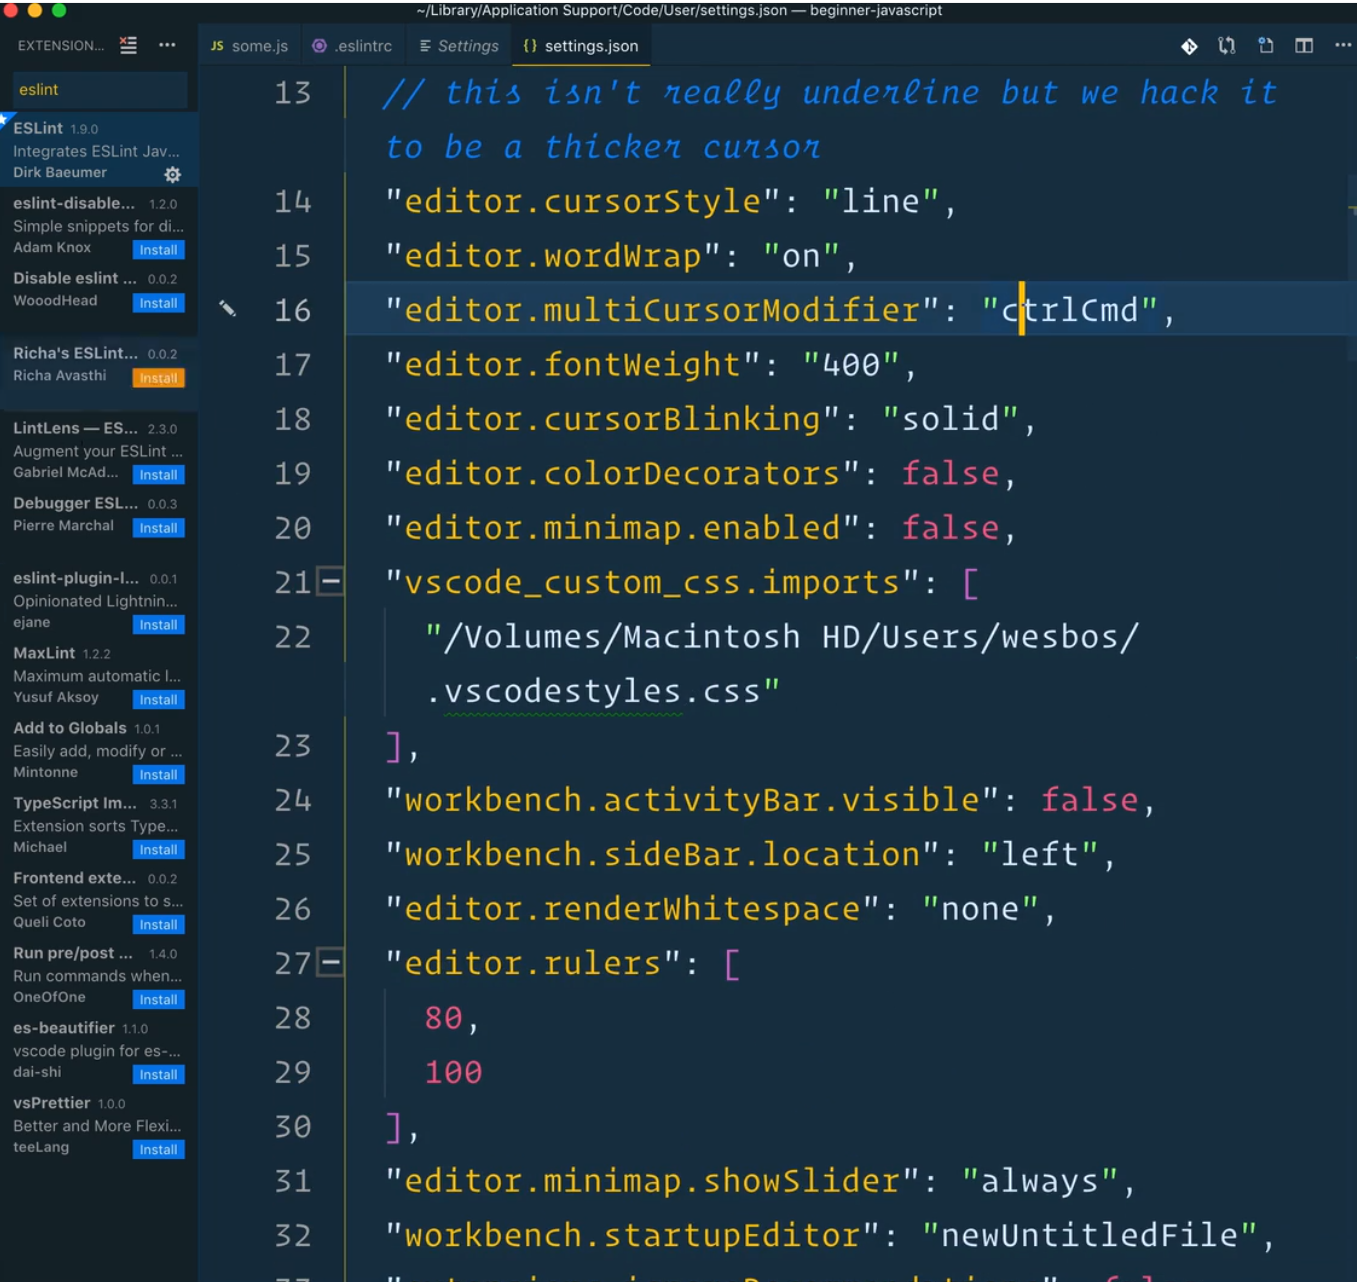 ~/Library/Application Support/Code/User/settings.json — beginner-javascript
EXTENSION...
JS some.js
.eslintrc
Settings
{} settings.json
eslint
ESLint 1.9.0
Integrates ESLint Jav...
Dirk Baeumer
eslint-disable... 1.2.0
Simple snippets for di...
Adam Knox Install
Disable eslint ... 0.0.2
WooodHead Install
Richa's ESLint... 0.0.2
Richa Avasthi Install
LintLens — ES... 2.3.0
Augment your ESLint ...
Gabriel McAd... Install
Debugger ESL... 0.0.3
Pierre Marchal Install
eslint-plugin-l... 0.0.1
Opinionated Lightnin...
ejane Install
MaxLint 1.2.2
Maximum automatic l...
Yusuf Aksoy Install
Add to Globals 1.0.1
Easily add, modify or ...
Mintonne Install
TypeScript Im... 3.3.1
Extension sorts Type...
Michael Install
Frontend exte... 0.0.2
Set of extensions to s...
Queli Coto Install
Run pre/post ... 1.4.0
Run commands when...
OneOfOne Install
es-beautifier 1.1.0
vscode plugin for es-...
dai-shi Install
vsPrettier 1.0.0
Better and More Flexi...
teeLang Install
13 // this isn't really underline but we hack it
to be a thicker cursor
14 "editor.cursorStyle": "line",
15 "editor.wordWrap": "on",
16 "editor.multiCursorModifier": "ctrlCmd",
17 "editor.fontWeight": "400",
18 "editor.cursorBlinking": "solid",
19 "editor.colorDecorators": false,
20 "editor.minimap.enabled": false,
21 "vscode_custom_css.imports": [
22 "/Volumes/Macintosh HD/Users/wesbos/
.vscodestyles.css"
23 ],
24 "workbench.activityBar.visible": false,
25 "workbench.sideBar.location": "left",
26 "editor.renderWhitespace": "none",
27 "editor.rulers": [
28 80,
29 100
30 ],
31 "editor.minimap.showSlider": "always",
32 "workbench.startupEditor": "newUntitledFile",